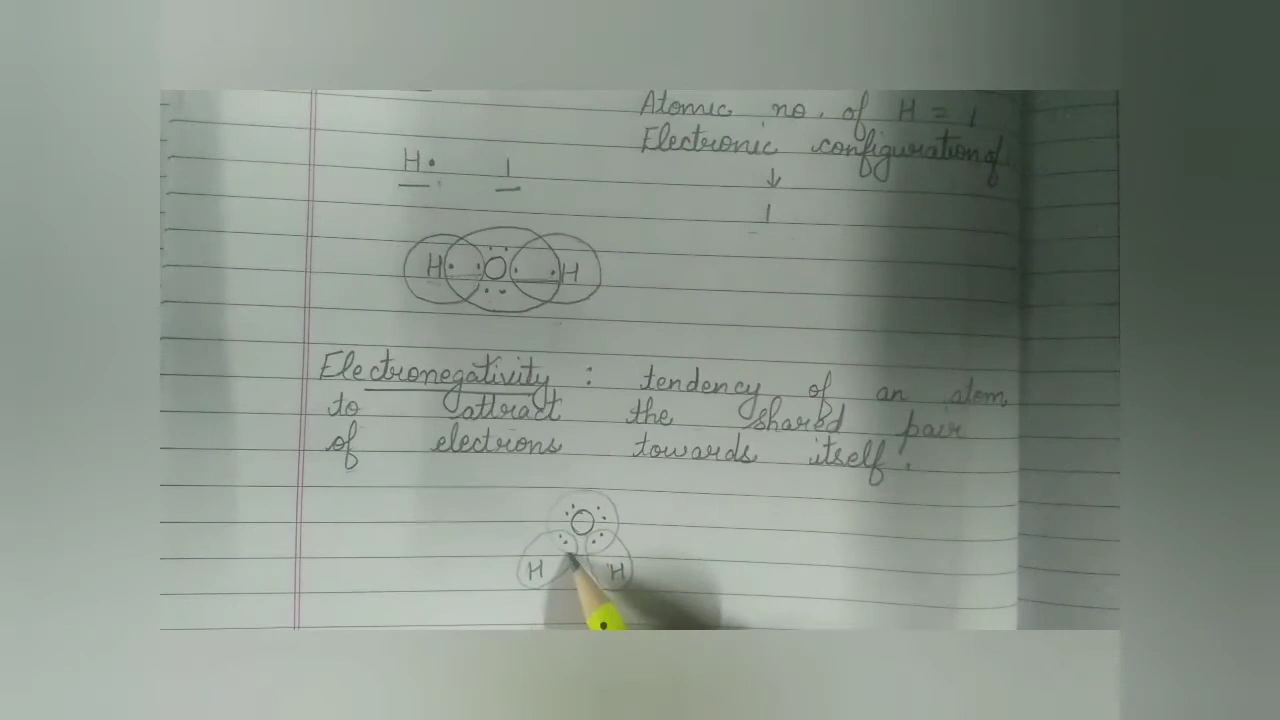 Atomic no. of H = 1
Electronic configuration of
↓
1
H• 1
H O H
Electronegativity : tendency of an atom
to attract the shared pair
of electrons towards itself.
O
H H